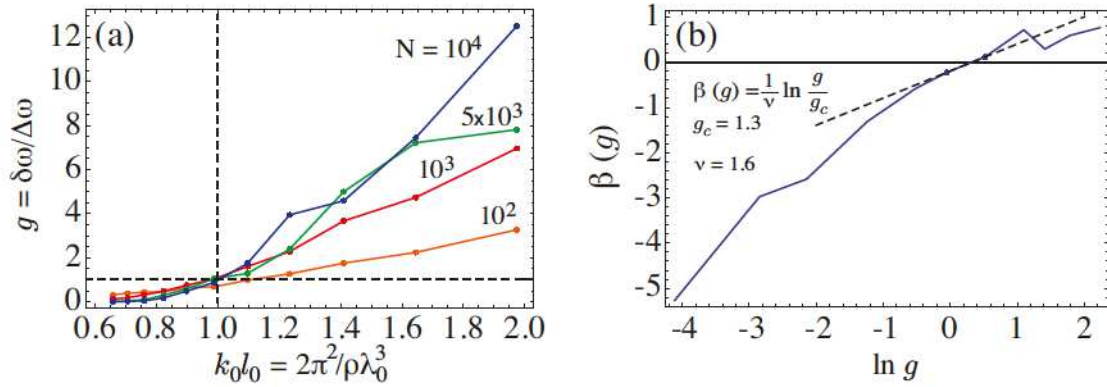 (a)
N = 10⁴
5x10³
10³
10²
g = δω/Δω
12
10
8
6
4
2
0
0.6 0.8 1.0 1.2 1.4 1.6 1.8 2.0
k₀l₀ = 2π²/ρλ₀³
(b)
β (g) = 1/ν ln g/g_c
g_c = 1.3
ν = 1.6
β (g)
1
0
-1
-2
-3
-4
-5
-4 -3 -2 -1 0 1 2
ln g